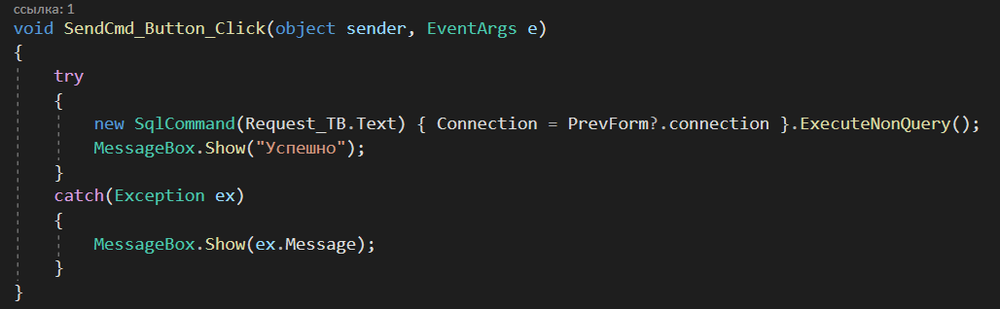 ссылка: 1
void SendCmd_Button_Click(object sender, EventArgs e)
{
try
{
new SqlCommand(Request_TB.Text) { Connection = PrevForm?.connection }.ExecuteNonQuery();
MessageBox.Show("Успешно");
}
catch(Exception ex)
{
MessageBox.Show(ex.Message);
}
}